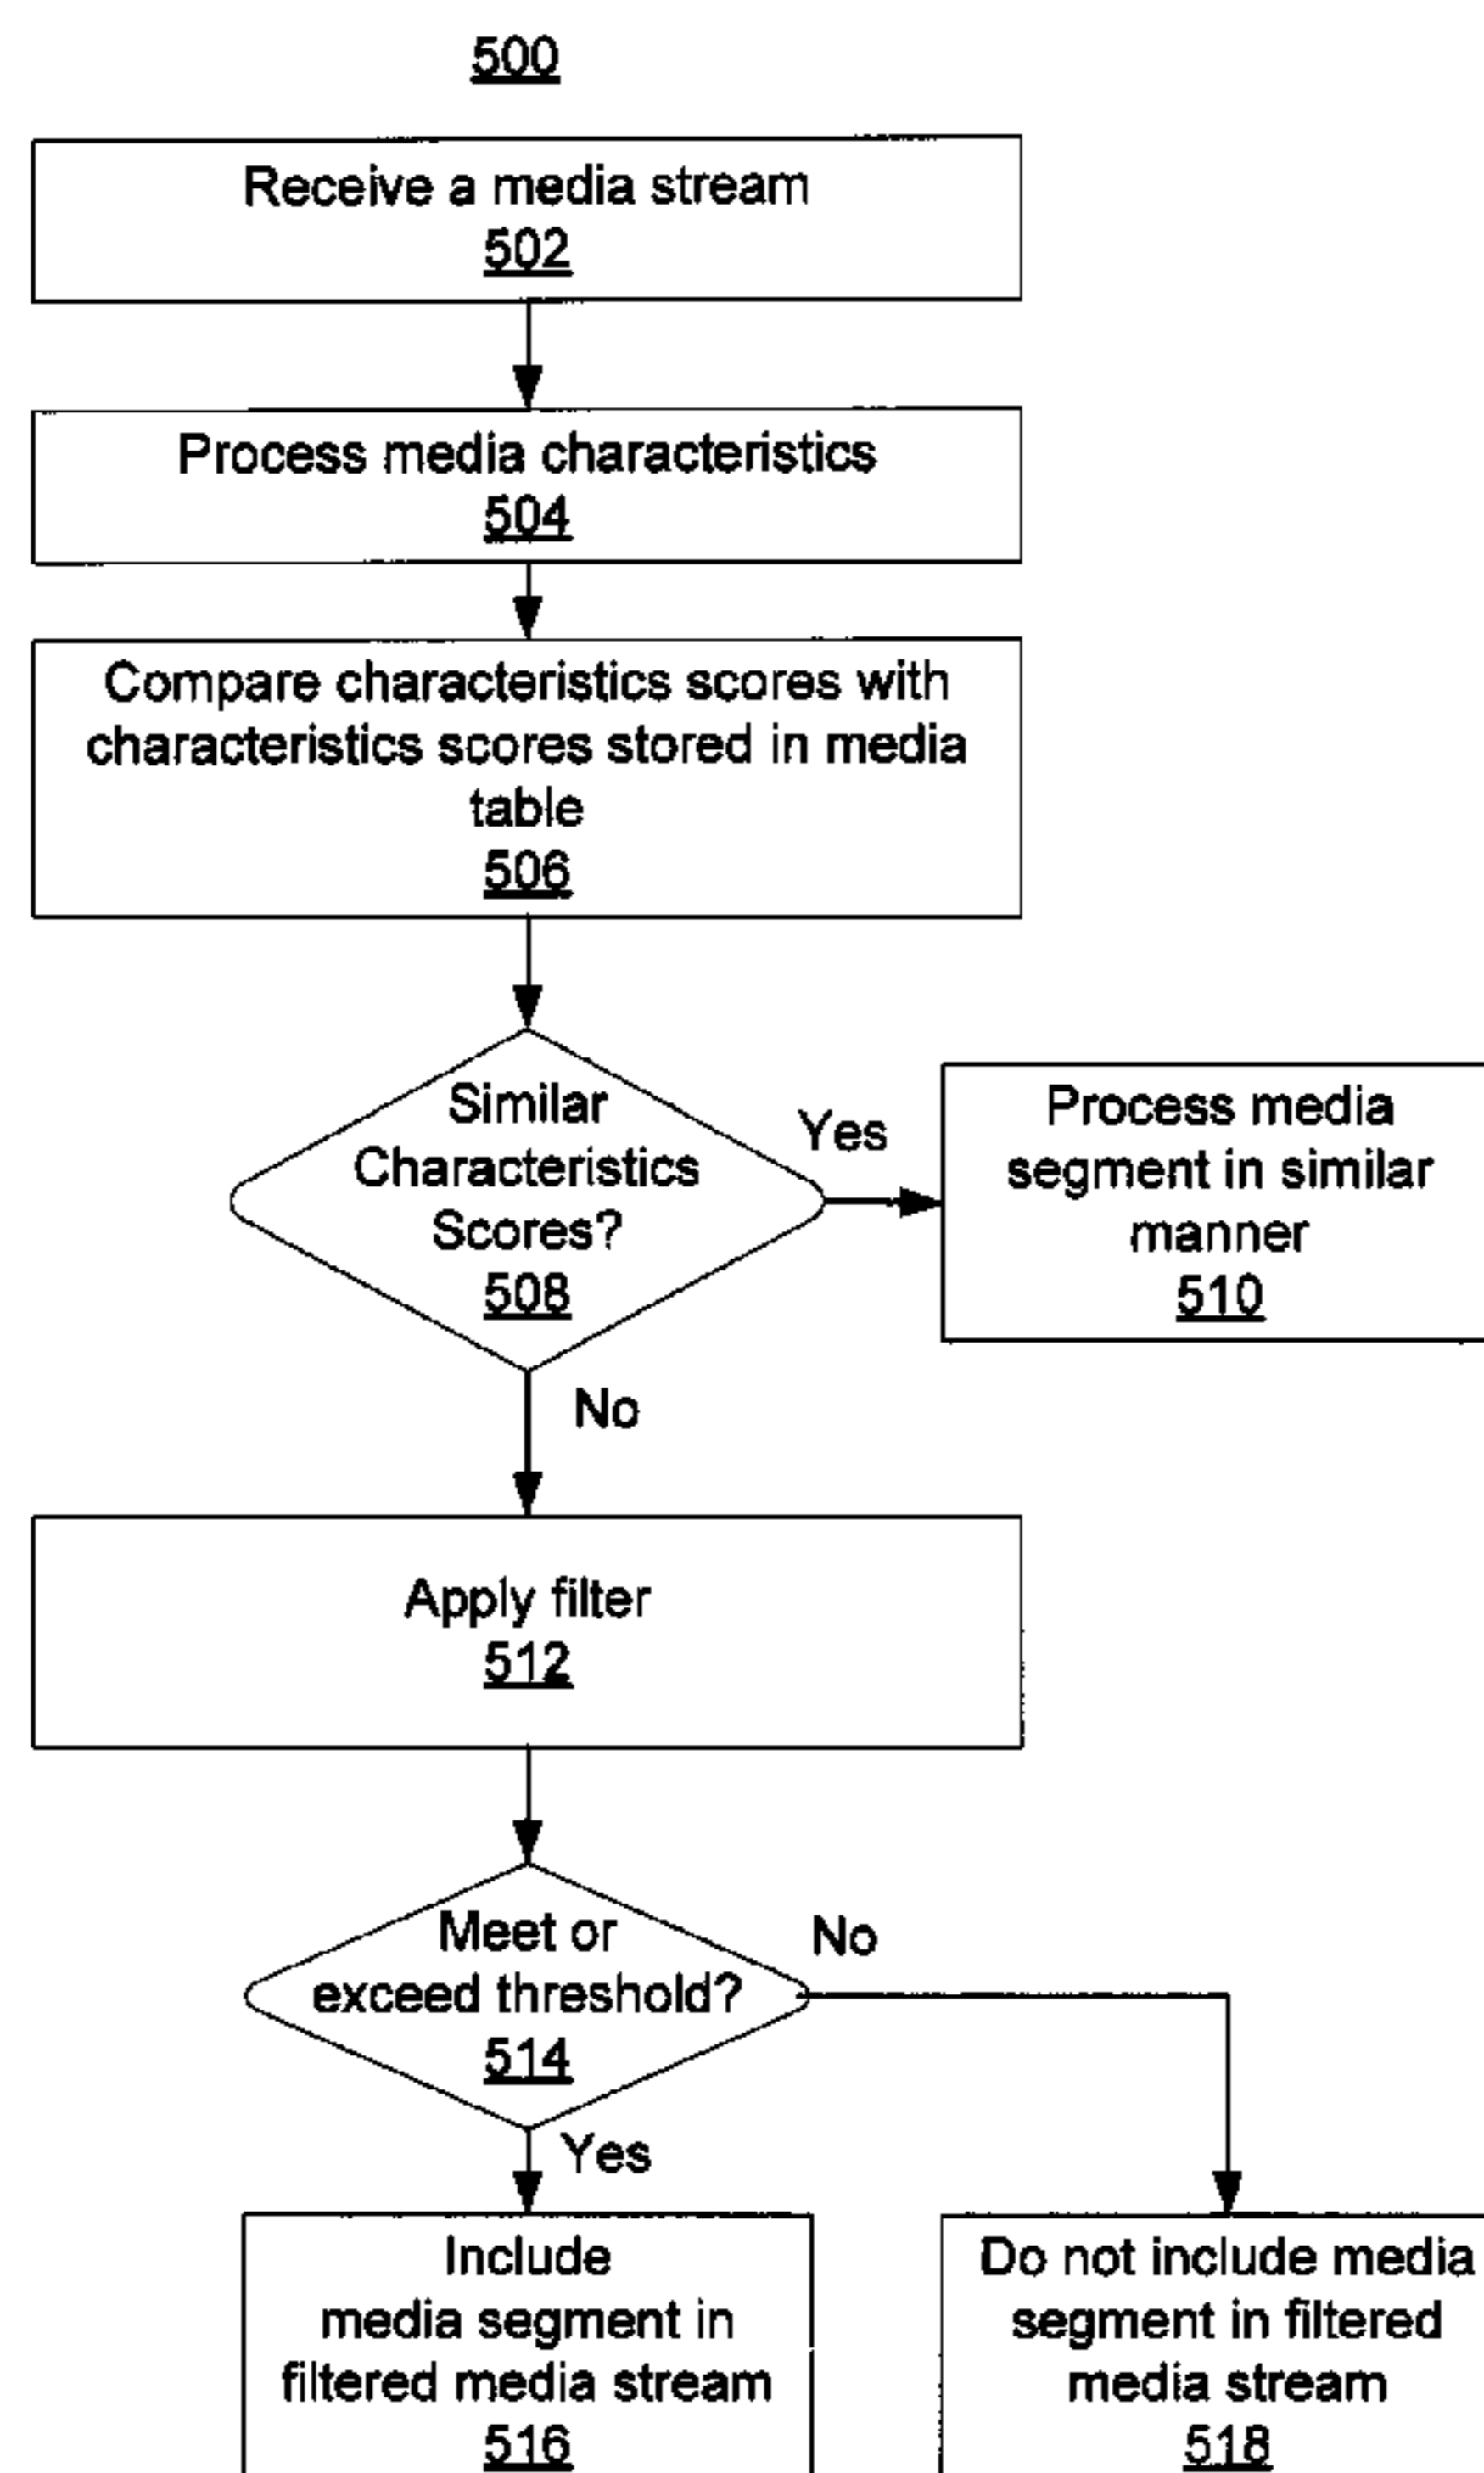 500
Receive a media stream
502
Process media characteristics
504
Compare characteristics scores with
characteristics scores stored in media
table
506
Similar
Characteristics
Scores?
508
Yes
Process media
segment in similar
manner
510
No
Apply filter
512
Meet or
exceed threshold?
514
No
Yes
Include
media segment in
filtered media stream
516
Do not include media
segment in filtered
media stream
518